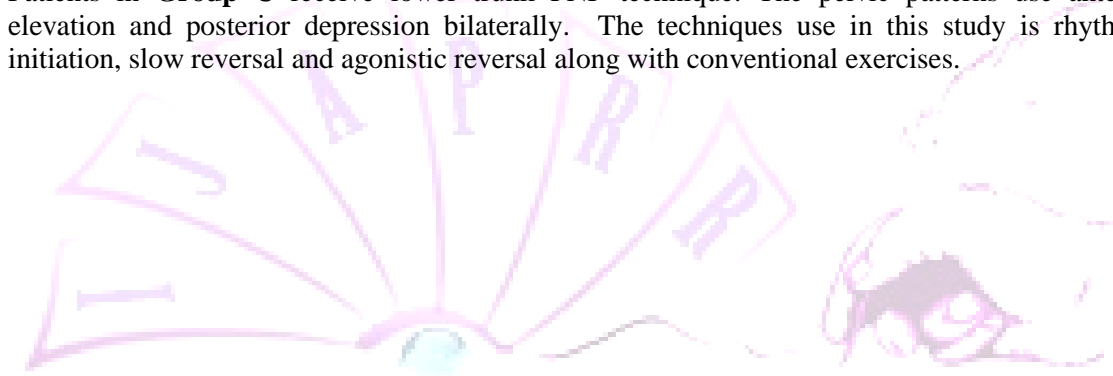 Patients in Group receive lower trunk PNF technique. The pelvic patterns use
elevation and posterior depression bilaterally. The techniques use in this study is rhyth
initiation, slow reversal and agonistic reversal along with conventional exercises.
I J A P R R